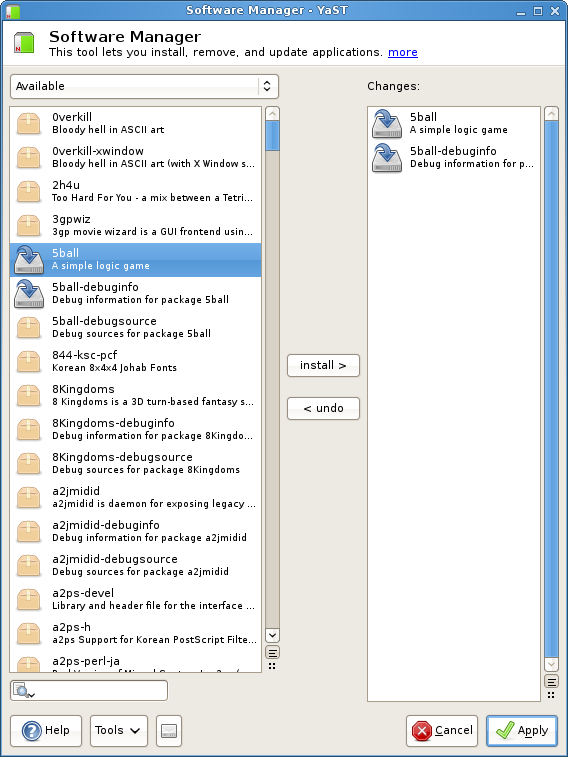 Software Manager - YaST
Software Manager
This tool lets you install, remove, and update applications. more
Available
Changes:
0verkill
Bloody hell in ASCII art
0verkill-xwindow
Bloody hell in ASCII art (with X Window s...
2h4u
Too Hard For You - a mix between a Tetri...
3gpwiz
3gp movie wizard is a GUI frontend usin...
5ball
A simple logic game
5ball-debuginfo
Debug information for package 5ball
5ball-debugsource
Debug sources for package 5ball
844-ksc-pcf
Korean 8x4x4 Johab Fonts
8Kingdoms
8 Kingdoms is a 3D turn-based fantasy s...
8Kingdoms-debuginfo
Debug information for package 8Kingdo...
8Kingdoms-debugsource
Debug sources for package 8Kingdoms
a2jmidid
a2jmidid is daemon for exposing legacy ...
a2jmidid-debuginfo
Debug information for package a2jmidid
a2jmidid-debugsource
Debug sources for package a2jmidid
a2ps-devel
Library and header file for the interface ...
a2ps-h
a2ps Support for Korean PostScript Filte...
a2ps-perl-ja
install >
< undo
5ball
A simple logic game
5ball-debuginfo
Debug information for p...
Help
Tools
Cancel
Apply